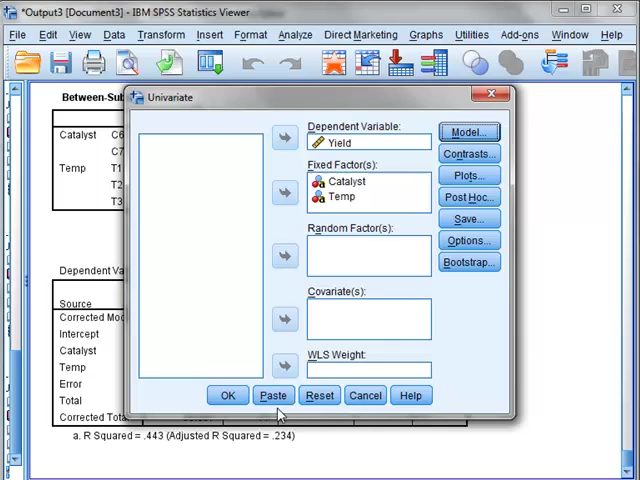 *Output3 [Document3] - IBM SPSS Statistics Viewer
File Edit View Data Transform Insert Format Analyze Direct Marketing Graphs Utilities Add-ons Window Help
Between-Sub
Catalyst C6
C7
Temp T1
T2
T3
Dependent Va
Source
Corrected Mod
Intercept
Catalyst
Temp
Error
Total
Corrected Total
a. R Squared = .443 (Adjusted R Squared = .234)
Univariate
Dependent Variable:
Yield
Fixed Factor(s):
Catalyst
Temp
Random Factor(s):
Covariate(s):
WLS Weight:
Model...
Contrasts...
Plots...
Post Hoc...
Save...
Options...
Bootstrap...
OK Paste Reset Cancel Help